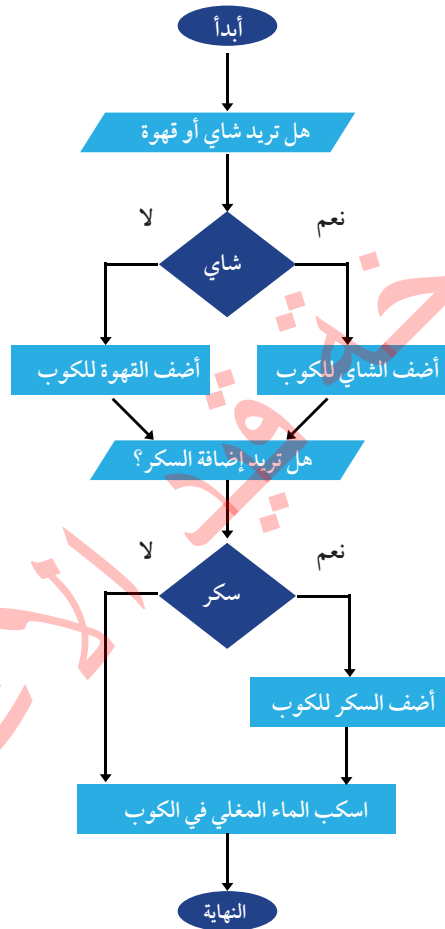 أبدأ
هل تريد شاي أو قهوة
نعم
لا
شاي
أضف الشاي للكوب
أضف القهوة للكوب
هل تريد إضافة السكر؟
نعم
لا
سكر
أضف السكر للكوب
اسكب الماء المغلي في الكوب
النهاية